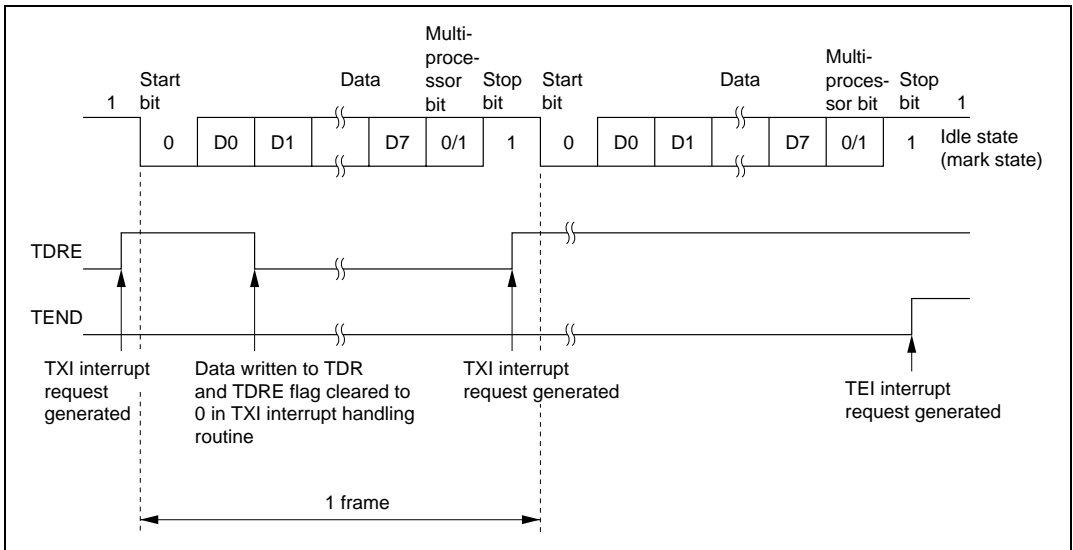 Multi-
proce-
ssor
bit
Start
bit
Data
Stop
bit
Start
bit
Data
Multi-
proces-
sor bit
Stop
bit
1
1
0
D0
D1
D7
0/1
1
0
D0
D1
D7
0/1
1
Idle state
(mark state)
TDRE
TEND
TXI interrupt
request
generated
Data written to TDR
and TDRE flag cleared to
0 in TXI interrupt handling
routine
TXI interrupt
request generated
TEI interrupt
request generated
1 frame